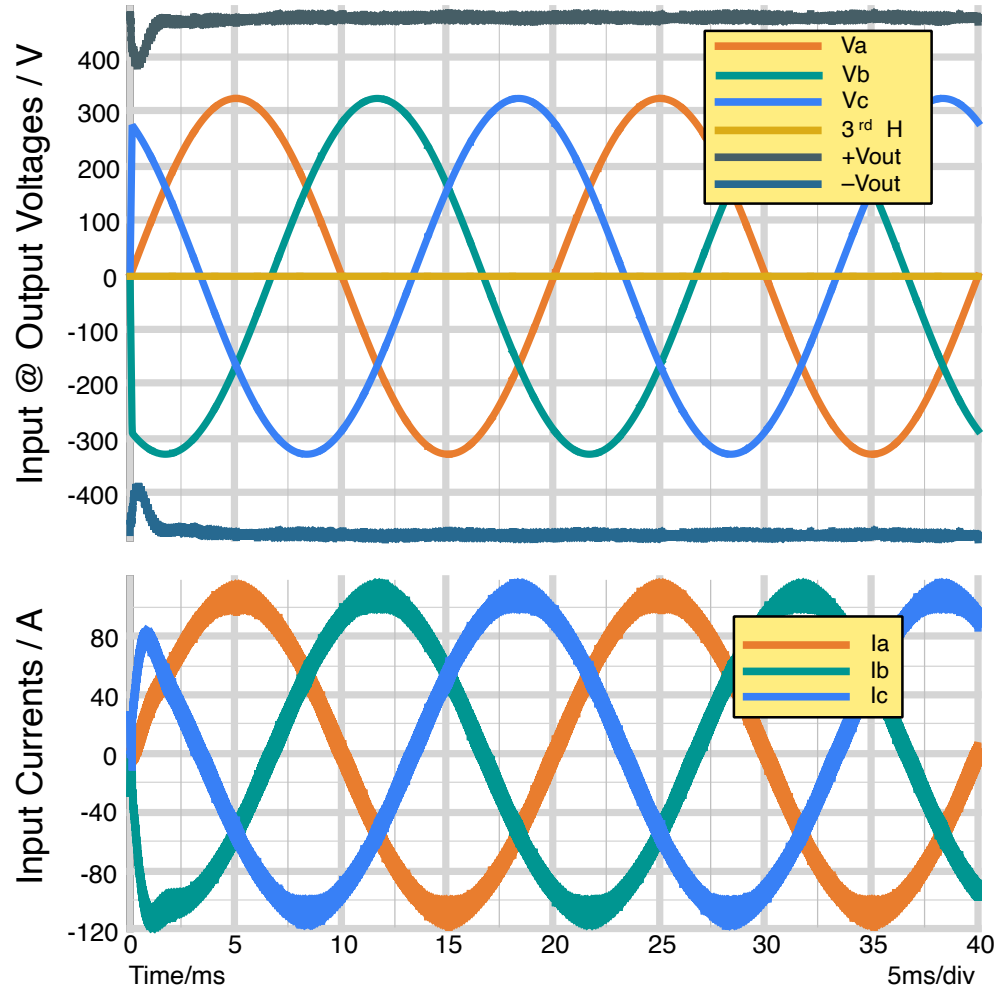 Input @ Output Voltages / V
400
300
200
100
0
-100
-200
-300
-400
Va
Vb
Vc
3rd H
+Vout
–Vout
Input Currents / A
80
40
0
-40
-80
-120
Ia
Ib
Ic
0 5 10 15 20 25 30 35 40
Time/ms 5ms/div